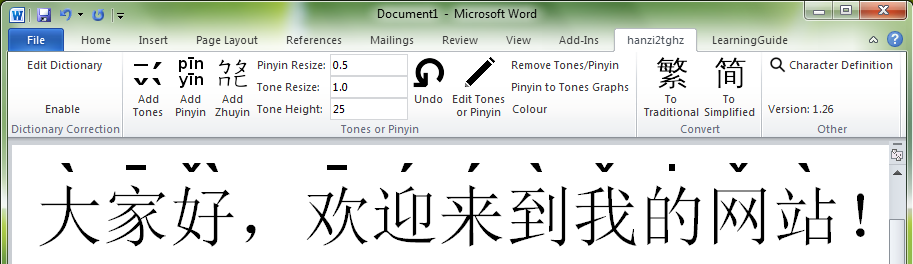 Document1 - Microsoft Word
File Home Insert Page Layout References Mailings Review View Add-Ins hanzi2tghz LearningGuide
Edit Dictionary
Enable
Dictionary Correction
Add Tones
pīn yīn
Add Pinyin
ㄅㄆㄇㄈ
Add Zhuyin
Pinyin Resize: 0.5
Tone Resize: 1.0
Tone Height: 25
Undo
Edit Tones or Pinyin
Remove Tones/Pinyin
Pinyin to Tones Graphs
Colour
Tones or Pinyin
繁
To Traditional
简
To Simplified
Convert
Character Definition
Version: 1.26
Other
大家好，欢迎来到我的网站！